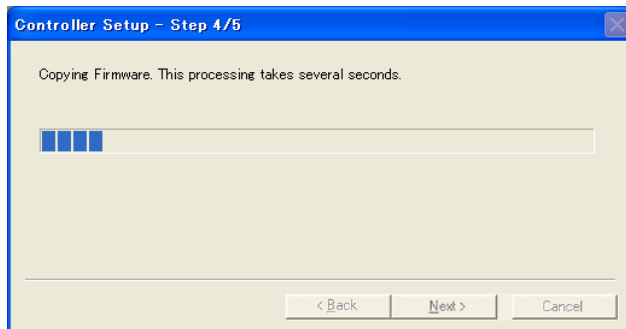 Controller Setup - Step 4/5
Copying Firmware. This processing takes several seconds.
< Back
Next >
Cancel